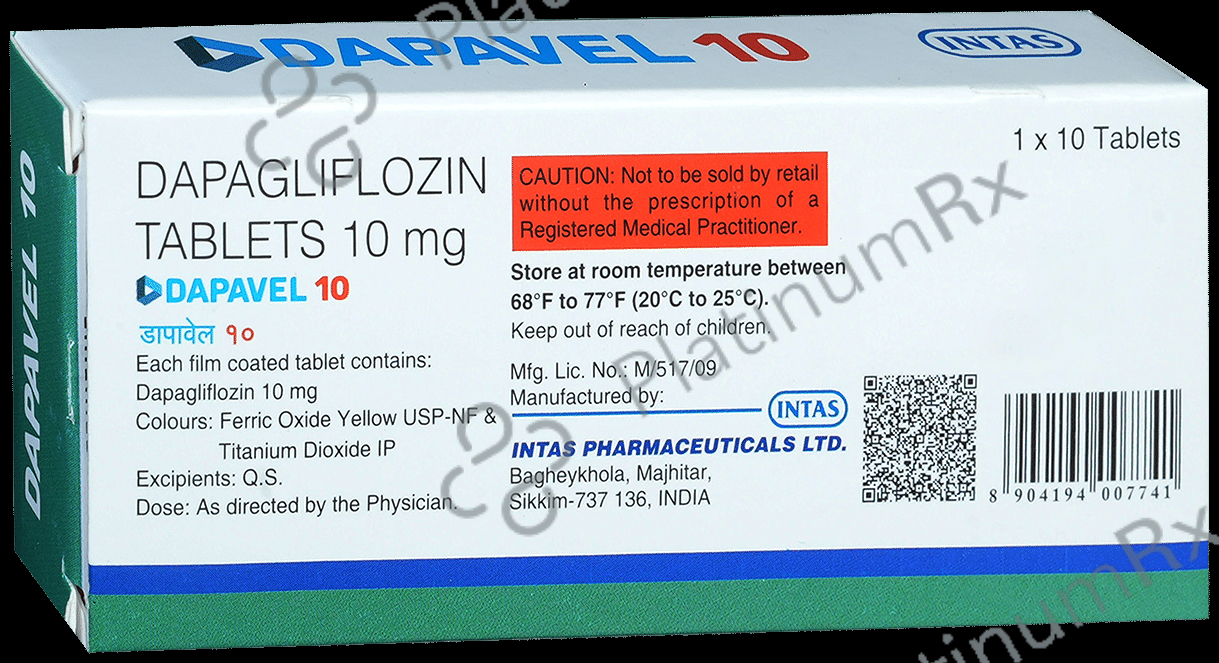 DAPAVEL 10
INTAS
DAPAVEL 10
1 x 10 Tablets
DAPAGLIFLOZIN
TABLETS 10 mg
DAPAVEL 10
डापावेल १०
Each film coated tablet contains:
Dapagliflozin 10 mg
Colours: Ferric Oxide Yellow USP-NF &
Titanium Dioxide IP
Excipients: Q.S.
Dose: As directed by the Physician.
CAUTION: Not to be sold by retail
without the prescription of a
Registered Medical Practitioner.
Store at room temperature between
68°F to 77°F (20°C to 25°C).
Keep out of reach of children.
Mfg. Lic. No.: M/517/09
Manufactured by:
INTAS
INTAS PHARMACEUTICALS LTD.
Bagheykhola, Majhitar,
Sikkim-737 136, INDIA
8 904194 007741
PlatinumRx